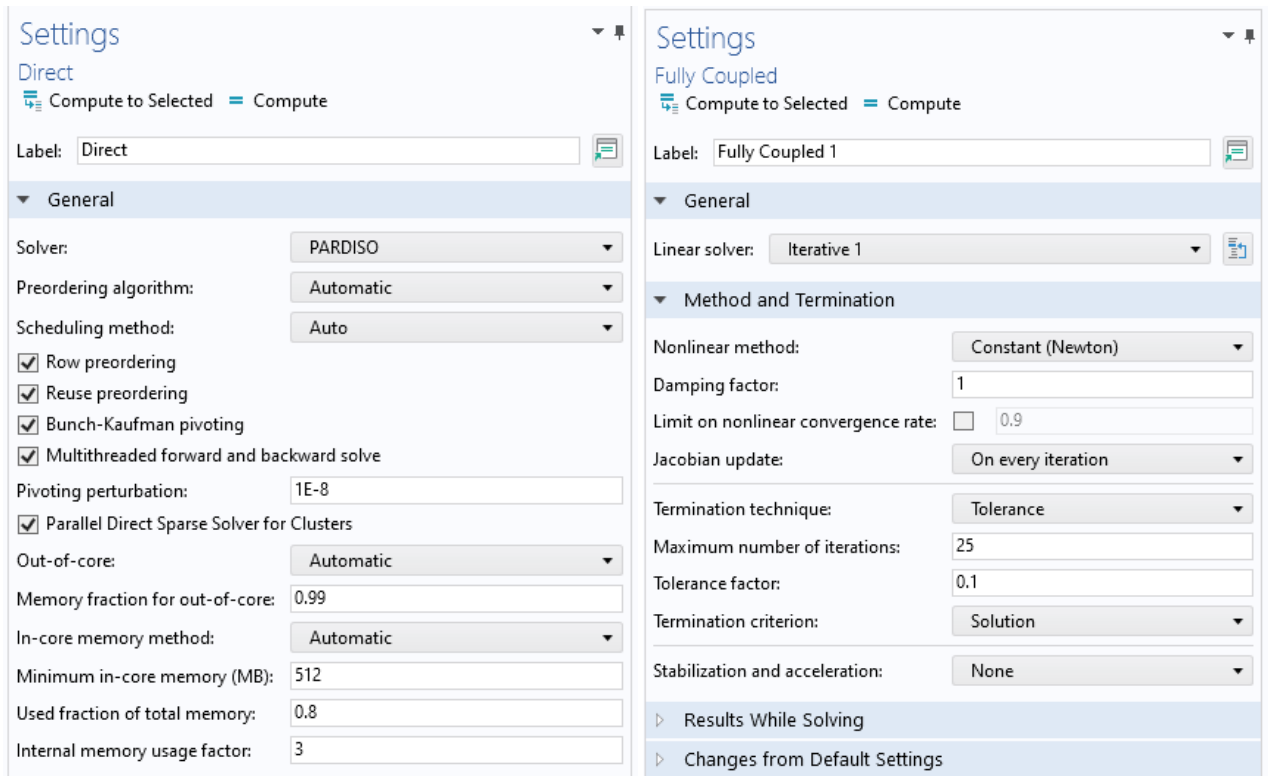 Settings
Direct
Compute to Selected = Compute
Label: Direct
General
Solver: PARDISO
Preordering algorithm: Automatic
Scheduling method: Auto
Row preordering
Reuse preordering
Bunch-Kaufman pivoting
Multithreaded forward and backward solve
Pivoting perturbation: 1E-8
Parallel Direct Sparse Solver for Clusters
Out-of-core: Automatic
Memory fraction for out-of-core: 0.99
In-core memory method: Automatic
Minimum in-core memory (MB): 512
Used fraction of total memory: 0.8
Internal memory usage factor: 3
Settings
Fully Coupled
Compute to Selected = Compute
Label: Fully Coupled 1
General
Linear solver: Iterative 1
Method and Termination
Nonlinear method: Constant (Newton)
Damping factor: 1
Limit on nonlinear convergence rate: 0.9
Jacobian update: On every iteration
Termination technique: Tolerance
Maximum number of iterations: 25
Tolerance factor: 0.1
Termination criterion: Solution
Stabilization and acceleration: None
Results While Solving
Changes from Default Settings